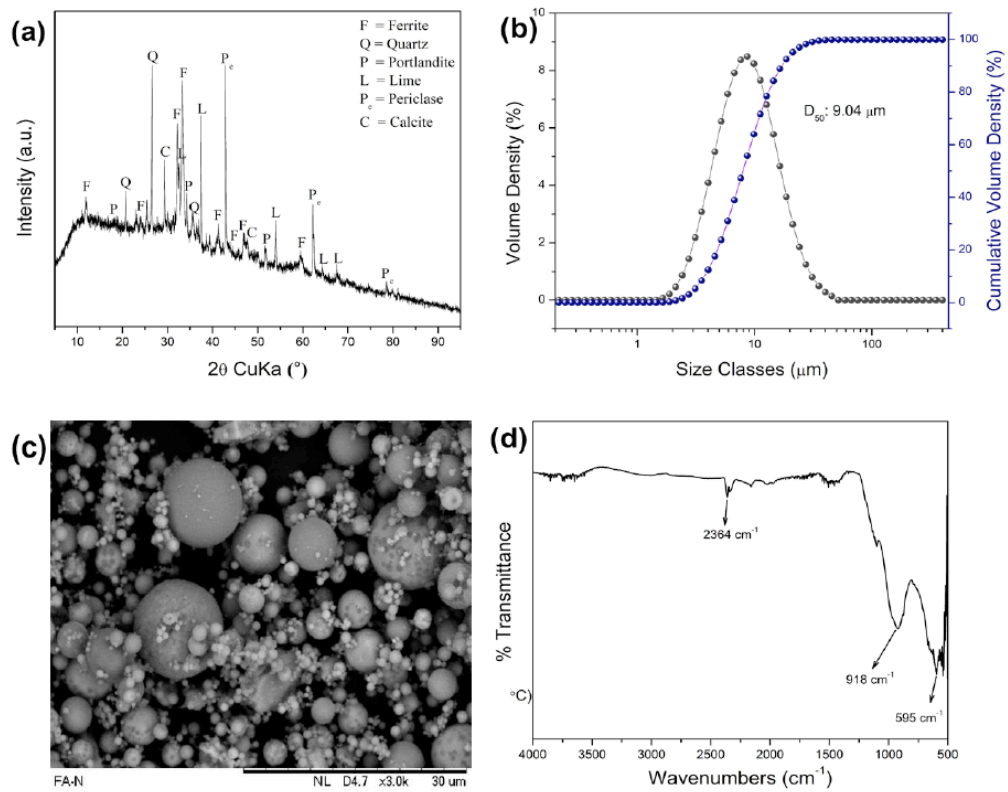 (a)
F = Ferrite
Q = Quartz
P = Portlandite
L = Lime
Pₑ = Periclase
C = Calcite
F
P
Q
F
Q
C
F
L
F
P
Q
L
F
Pₑ
F
F
C
P
L
F
Pₑ
L
L
Pₑ
Intensity (a.u.)
10 20 30 40 50 60 70 80 90
2θ CuKa (°)
(b)
10
8
6
4
2
0
Volume Density (%)
D₅₀: 9.04 μm
100
80
60
40
20
0
Cumulative Volume Density (%)
1 10 100
Size Classes (μm)
(c)
FA-N NL D4.7 x3.0k 30 um
(d)
% Transmittance
°C)
2364 cm⁻¹
918 cm⁻¹
595 cm⁻¹
4000 3500 3000 2500 2000 1500 1000 500
Wavenumbers (cm⁻¹)